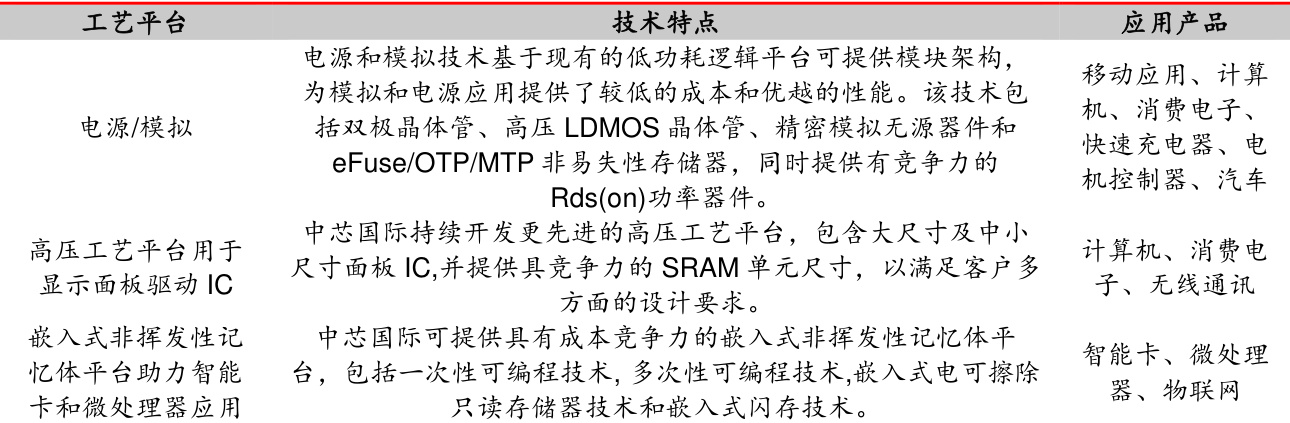 工艺平台 技术特点 应用产品
电源/模拟
电源和模拟技术基于现有的低功耗逻辑平台可提供模块架构，
为模拟和电源应用提供了较低的成本和优越的性能。该技术包
括双极晶体管、高压 LDMOS 晶体管、精密模拟无源器件和
eFuse/OTP/MTP 非易失性存储器，同时提供有竞争力的
Rds(on)功率器件。
移动应用、计算
机、消费电子、
快速充电器、电
机控制器、汽车
高压工艺平台用于
显示面板驱动 IC
中芯国际持续开发更先进的高压工艺平台，包含大尺寸及中小
尺寸面板 IC,并提供具竞争力的 SRAM 单元尺寸，以满足客户多
方面的设计要求。
计算机、消费电
子、无线通讯
嵌入式非挥发性记
忆体平台助力智能
卡和微处理器应用
中芯国际可提供具有成本竞争力的嵌入式非挥发性记忆体平
台，包括一次性可编程技术, 多次性可编程技术,嵌入式电可擦除
只读存储器技术和嵌入式闪存技术。
智能卡、微处理
器、物联网